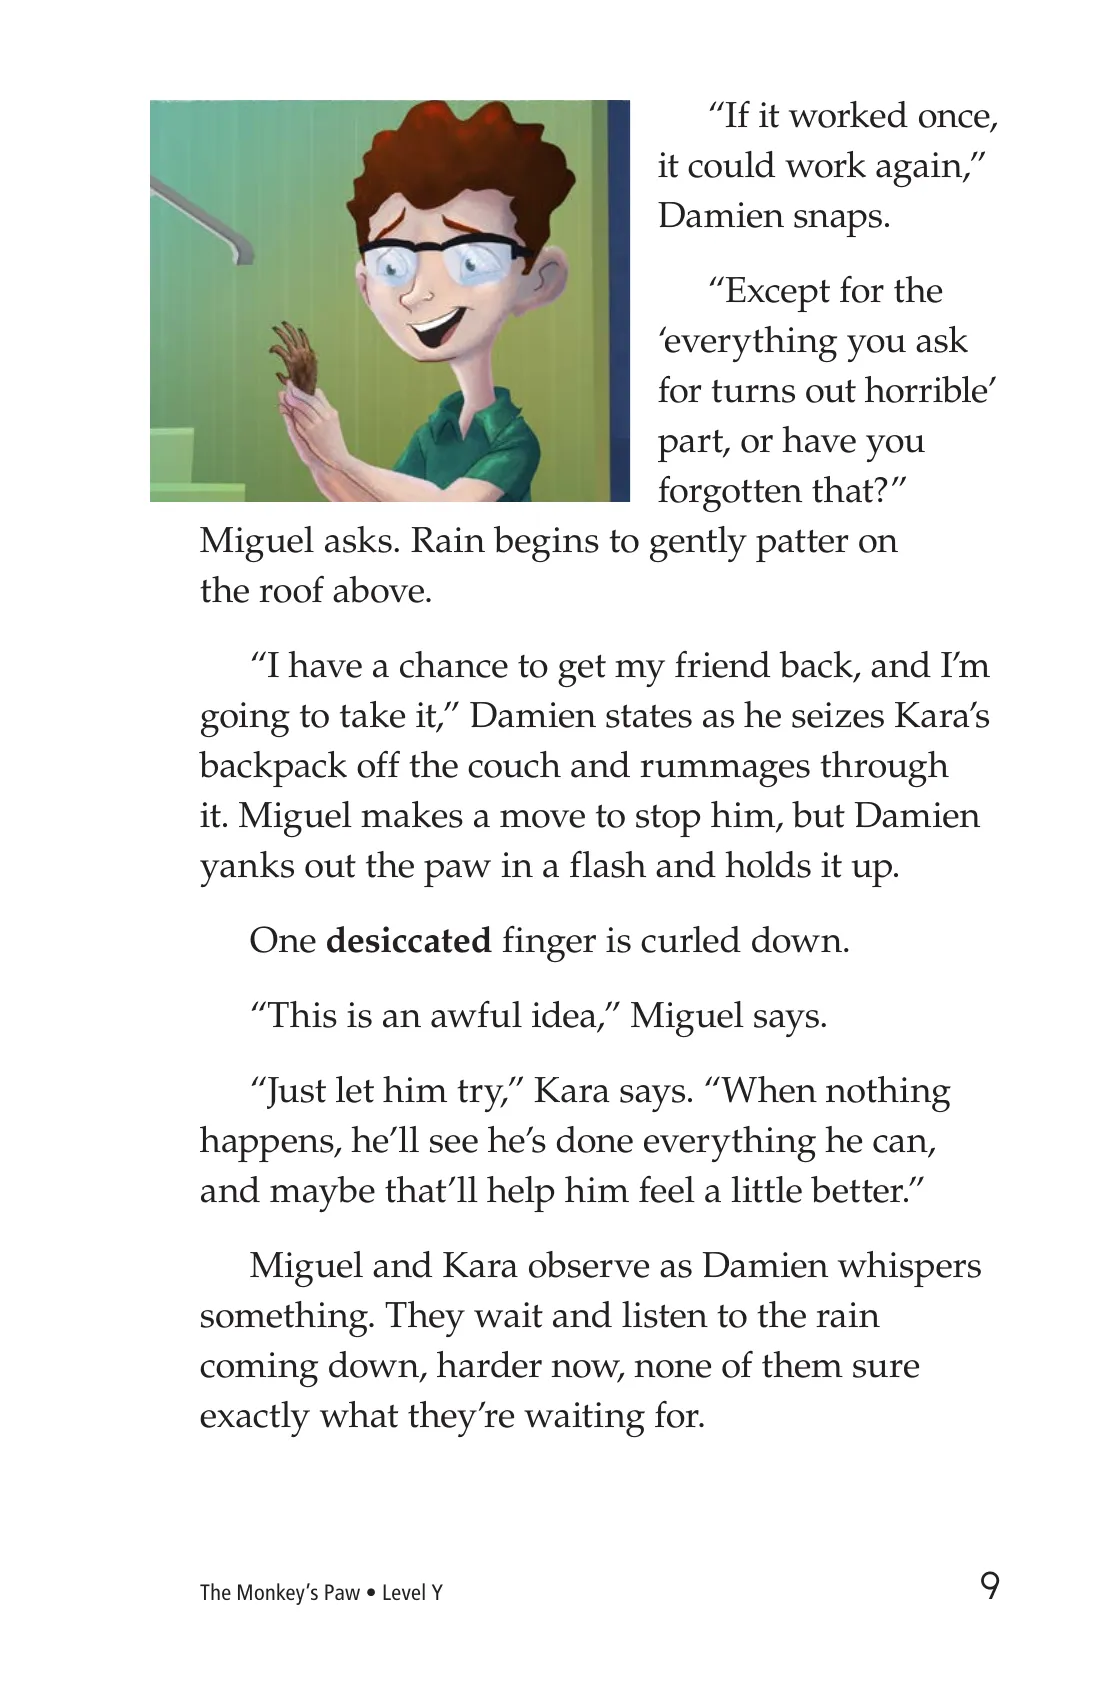 “If it worked once,
it could work again,”
Damien snaps.
“Except for the
‘everything you ask
for turns out horrible’
part, or have you
forgotten that?”
Miguel asks. Rain begins to gently patter on
the roof above.
“I have a chance to get my friend back, and I’m
going to take it,” Damien states as he seizes Kara’s
backpack off the couch and rummages through
it. Miguel makes a move to stop him, but Damien
yanks out the paw in a flash and holds it up.
One desiccated finger is curled down.
“This is an awful idea,” Miguel says.
“Just let him try,” Kara says. “When nothing
happens, he’ll see he’s done everything he can,
and maybe that’ll help him feel a little better.”
Miguel and Kara observe as Damien whispers
something. They wait and listen to the rain
coming down, harder now, none of them sure
exactly what they’re waiting for.
The Monkey’s Paw • Level Y
9